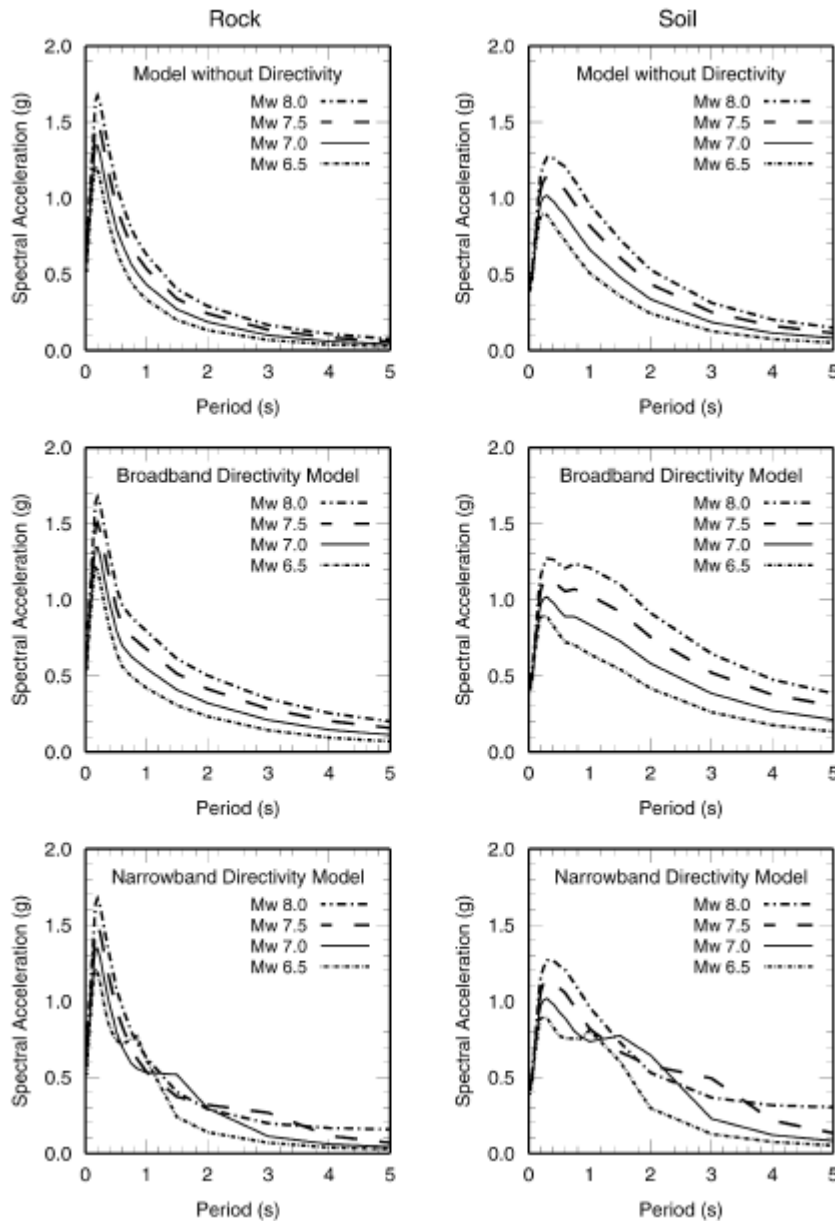 Rock
Soil
2.0
1.5
1.0
0.5
0.0
Spectral Acceleration (g)
Model without Directivity
Mw 8.0
Mw 7.5
Mw 7.0
Mw 6.5
0 1 2 3 4 5
Period (s)
2.0
1.5
1.0
0.5
0.0
Spectral Acceleration (g)
Model without Directivity
Mw 8.0
Mw 7.5
Mw 7.0
Mw 6.5
0 1 2 3 4 5
Period (s)
2.0
1.5
1.0
0.5
0.0
Spectral Acceleration (g)
Broadband Directivity Model
Mw 8.0
Mw 7.5
Mw 7.0
Mw 6.5
0 1 2 3 4 5
Period (s)
2.0
1.5
1.0
0.5
0.0
Spectral Acceleration (g)
Broadband Directivity Model
Mw 8.0
Mw 7.5
Mw 7.0
Mw 6.5
0 1 2 3 4 5
Period (s)
2.0
1.5
1.0
0.5
0.0
Spectral Acceleration (g)
Narrowband Directivity Model
Mw 8.0
Mw 7.5
Mw 7.0
Mw 6.5
0 1 2 3 4 5
Period (s)
2.0
1.5
1.0
0.5
0.0
Spectral Acceleration (g)
Narrowband Directivity Model
Mw 8.0
Mw 7.5
Mw 7.0
Mw 6.5
0 1 2 3 4 5
Period (s)